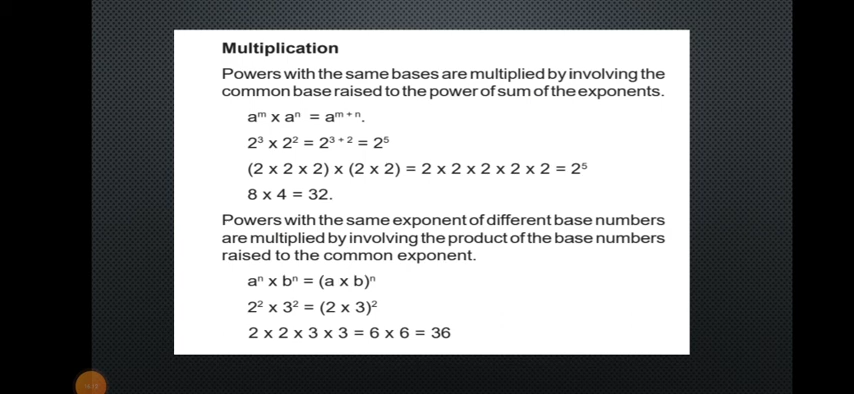 Multiplication
Powers with the same bases are multiplied by involving the
common base raised to the power of sum of the exponents.
aᵐ x aⁿ = aᵐ⁺ⁿ.
2³ x 2² = 2³⁺² = 2⁵
(2 x 2 x 2) x (2 x 2) = 2 x 2 x 2 x 2 x 2 = 2⁵
8 x 4 = 32.
Powers with the same exponent of different base numbers
are multiplied by involving the product of the base numbers
raised to the common exponent.
aⁿ x bⁿ = (a x b)ⁿ
2² x 3² = (2 x 3)²
2 x 2 x 3 x 3 = 6 x 6 = 36